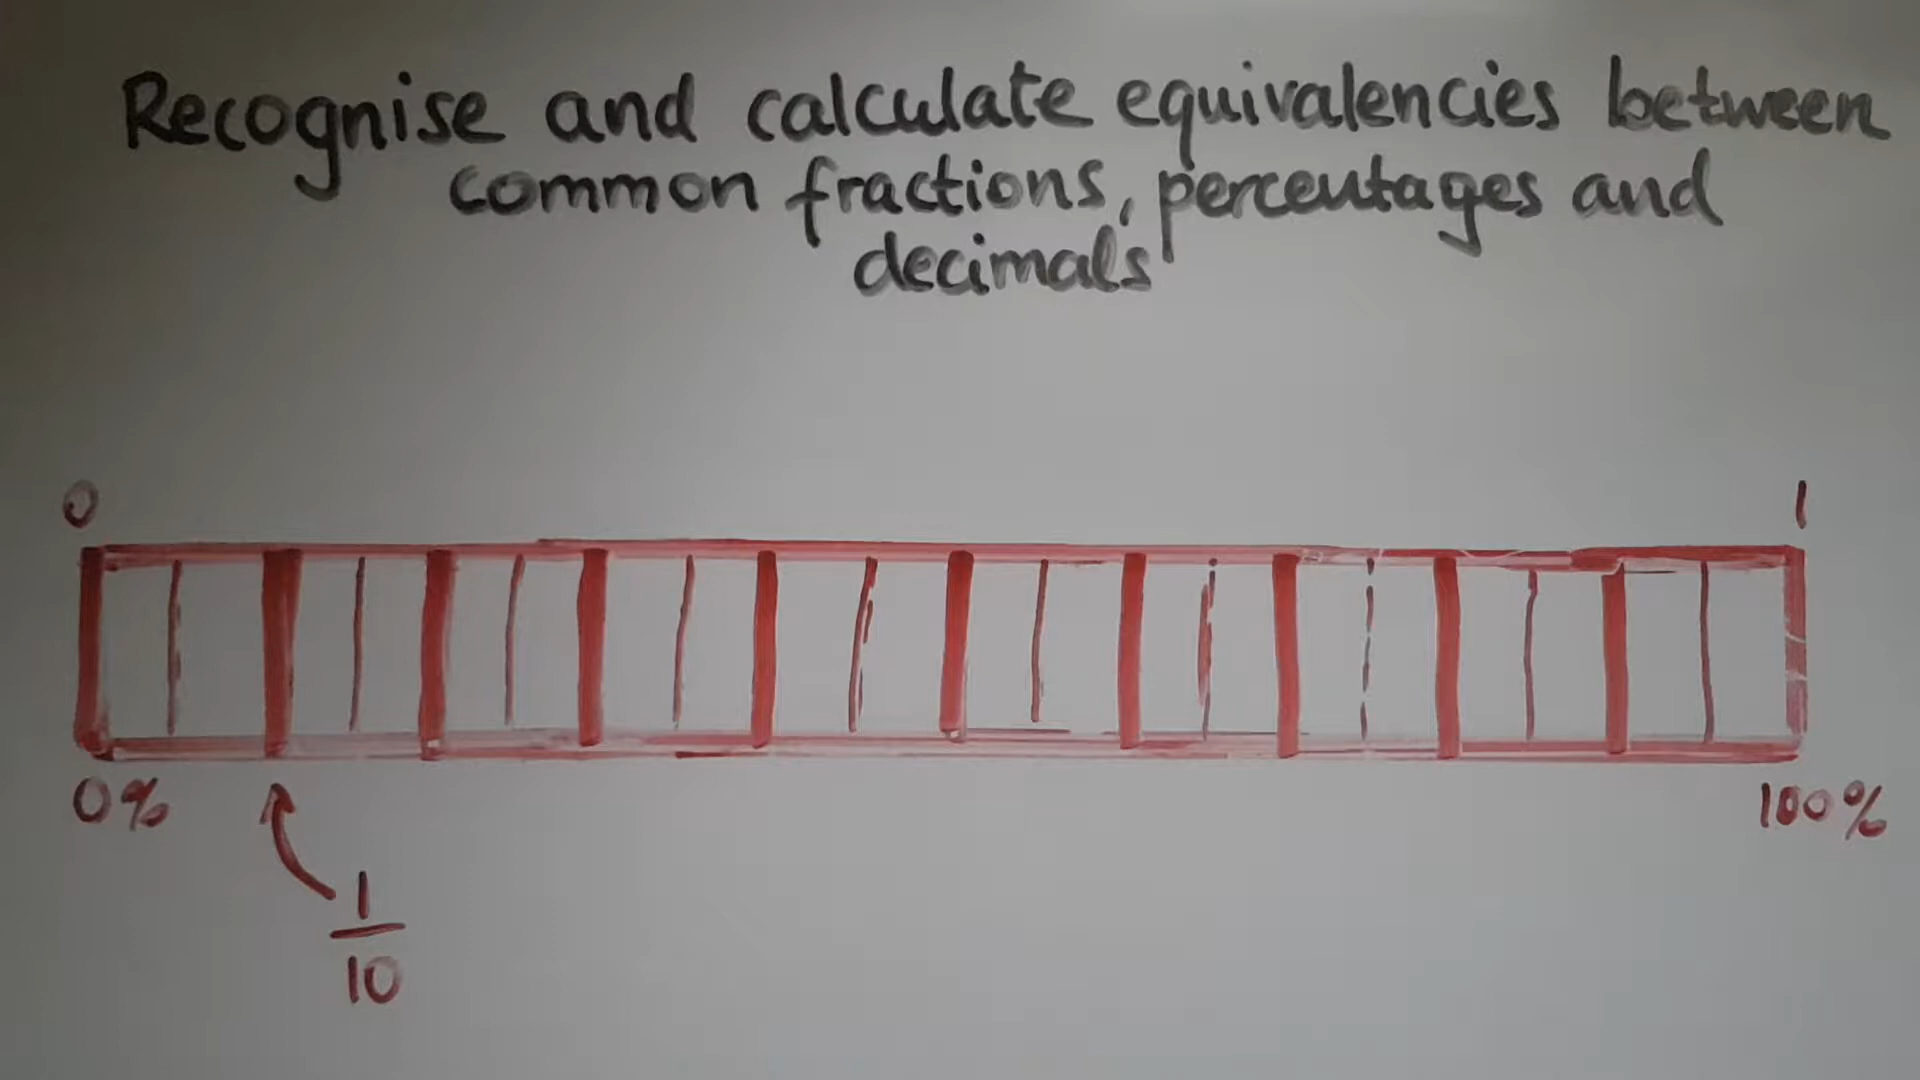 Recognise and calculate equivalencies between
common fractions, percentages and
decimals
0 1
0% 100%
1
10